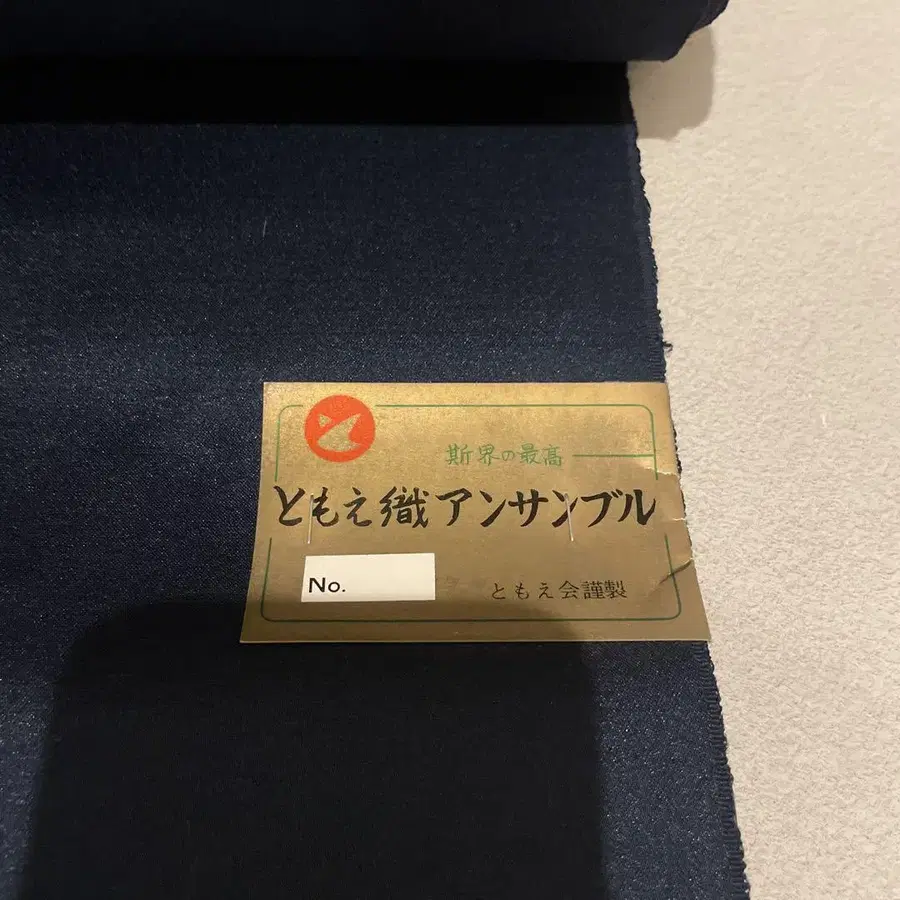 斯界の最高
ともえ織アンサンブル
No.
ともえ会謹製